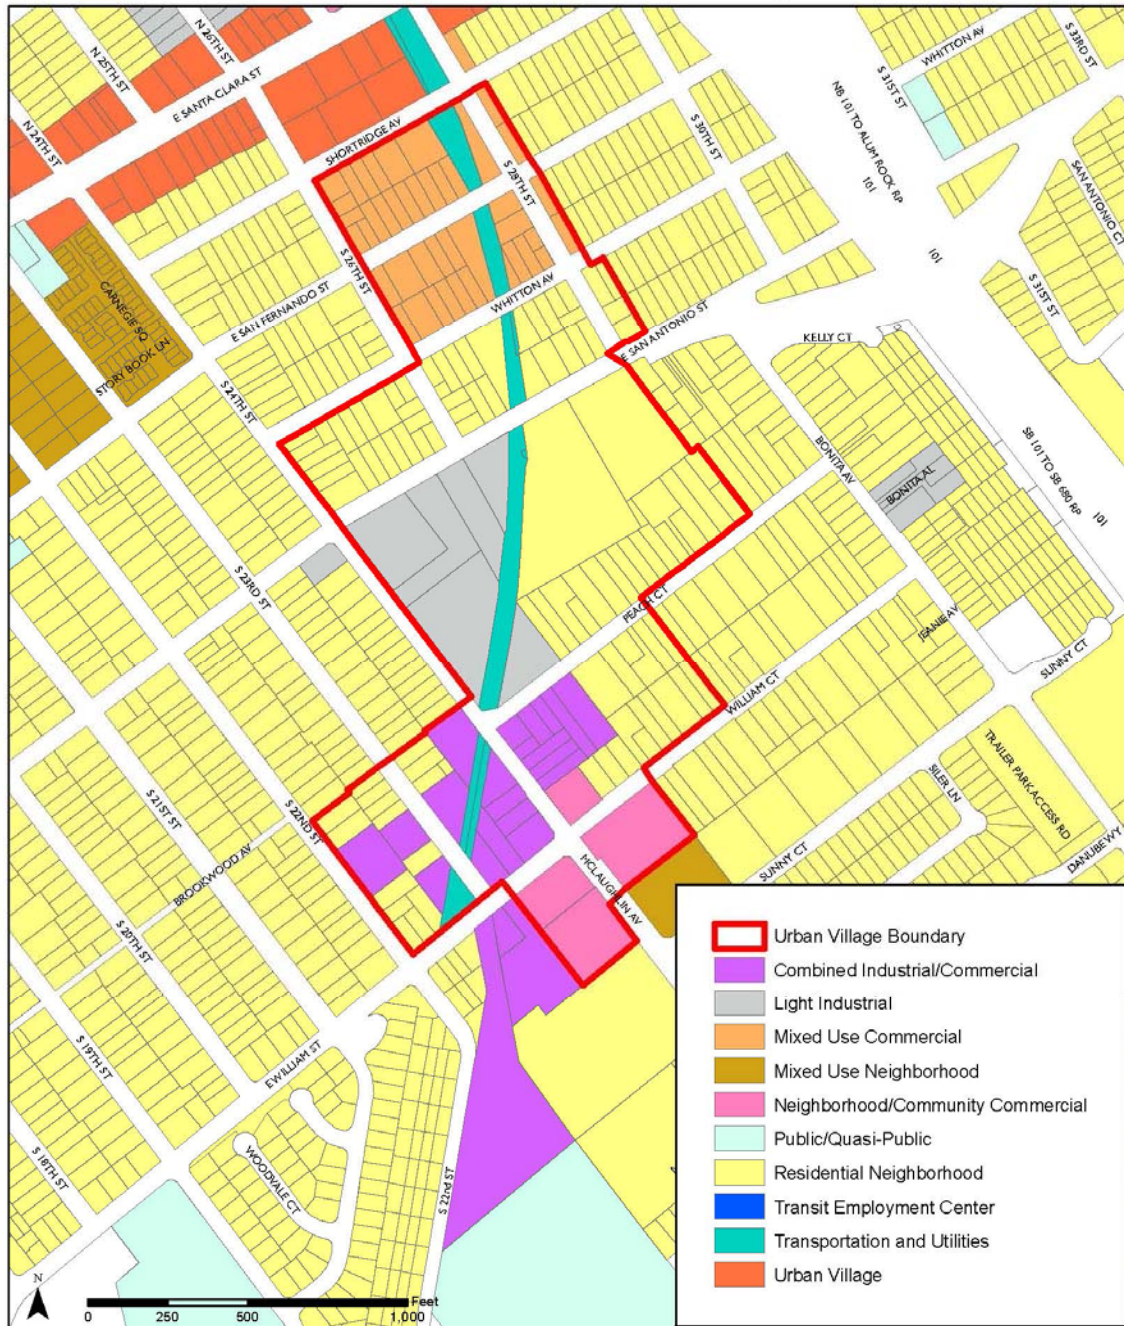 N 26TH ST
N 25TH ST
N 24TH ST
E SANTA CLARA ST
SHORTRIDGE AV
S 28TH ST
S 30TH ST
S 31ST ST
WHITTON AV
S 33RD ST
NB 101 TO ALUM ROCK RP
101
101
SAN ANTONIO CT
S 31ST ST
CARNEGIE SQ
STORY BOOK LN
E SAN FERNANDO ST
S 26TH ST
WHITTON AV
E SAN ANTONIO ST
KELLY CT
S 24TH ST
BONITA AV
BONITA AL
SB 101 TO SB 680 RP
101
S 23RD ST
PEACH CT
JEANIE AV
SUNNY CT
WILLIAM CT
S 22ND ST
S 21ST ST
BROOKWOOD AV
S 20TH ST
SILER LN
TRAILER PARK ACCESS RD
DANUBE WY
SUNNY CT
MCLAUGHLIN AV
S 19TH ST
E WILLIAM ST
S 18TH ST
WOODVALE CT
S 22nd ST
Urban Village Boundary
Combined Industrial/Commercial
Light Industrial
Mixed Use Commercial
Mixed Use Neighborhood
Neighborhood/Community Commercial
Public/Quasi-Public
Residential Neighborhood
Transit Employment Center
Transportation and Utilities
Urban Village
N
Feet
0 250 500 1,000